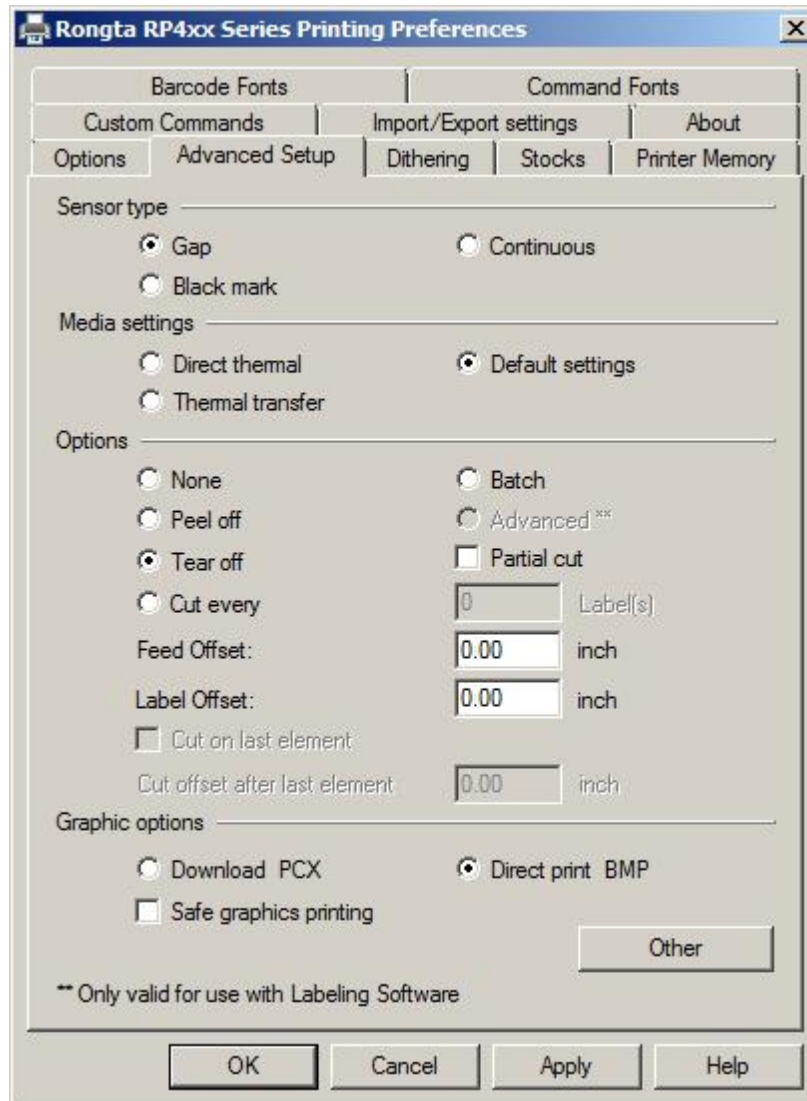 Rongta RP4xx Series Printing Preferences
Barcode Fonts Command Fonts
Custom Commands Import/Export settings About
Options Advanced Setup Dithering Stocks Printer Memory
Sensor type
Gap Continuous
Black mark
Media settings
Direct thermal Default settings
Thermal transfer
Options
None Batch
Peel off Advanced **
Tear off Partial cut
Cut every 0 Label(s)
Feed Offset: 0.00 inch
Label Offset: 0.00 inch
Cut on last element
Cut offset after last element 0.00 inch
Graphic options
Download PCX Direct print BMP
Safe graphics printing
Other
** Only valid for use with Labeling Software
OK Cancel Apply Help